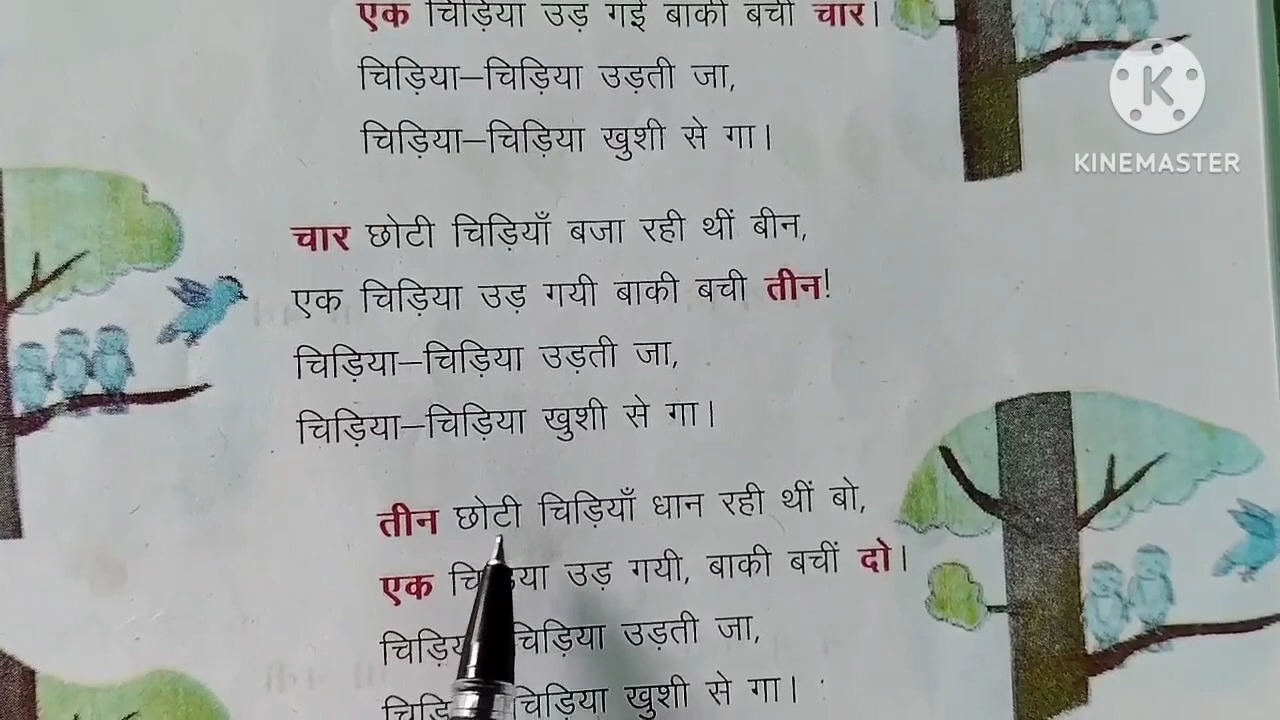 एक चिड़िया उड़ गई बाकी बची चार।
चिड़िया–चिड़िया उड़ती जा,
चिड़िया–चिड़िया खुशी से गा।
चार छोटी चिड़ियाँ बजा रही थीं बीन,
एक चिड़िया उड़ गयी बाकी बची तीन!
चिड़िया–चिड़िया उड़ती जा,
चिड़िया–चिड़िया खुशी से गा।
तीन छोटी चिड़ियाँ धान रही थीं बो,
एक चिड़िया उड़ गयी, बाकी बचीं दो।
चिड़िया–चिड़िया उड़ती जा,
चिड़िया–चिड़िया खुशी से गा।
K
KINEMASTER